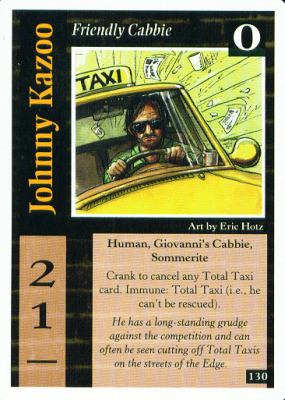 Friendly Cabbie
0
Johnny Kazoo
TAXI
Art by Eric Hotz
Human, Giovanni's Cabbie,
Sommerite
Crank to cancel any Total Taxi
card. Immune: Total Taxi (i.e., he
can't be rescued).
He has a long-standing grudge
against the competition and can
often be seen cutting off Total Taxis
on the streets of the Edge.
2
1
—
130